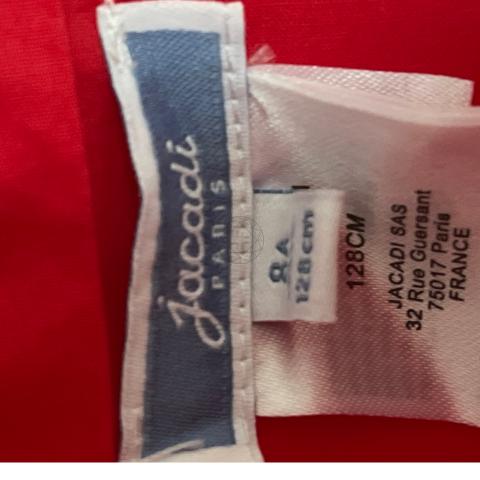 jacadi
PARIS
8A
128cm
128CM
JACADI SAS
32 Rue Guersant
75017 Paris
FRANCE